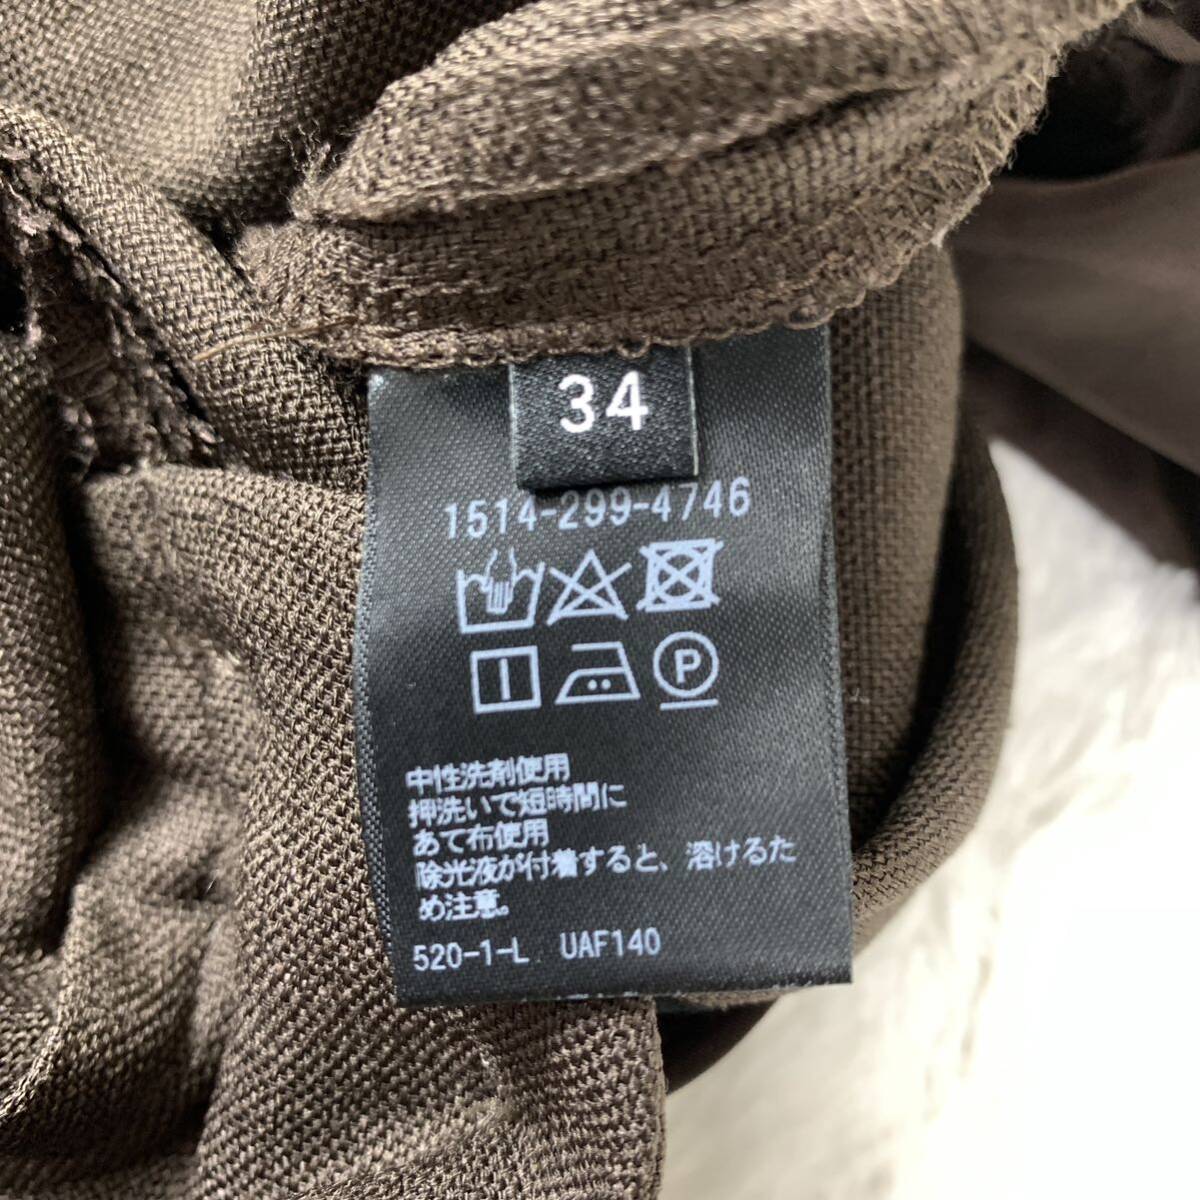 34
1514-299-4746
P
中性洗剤使用
押洗いで短時間に
あて布使用
除光液が付着すると、溶けるた
め注意。
520-1-L UAF140